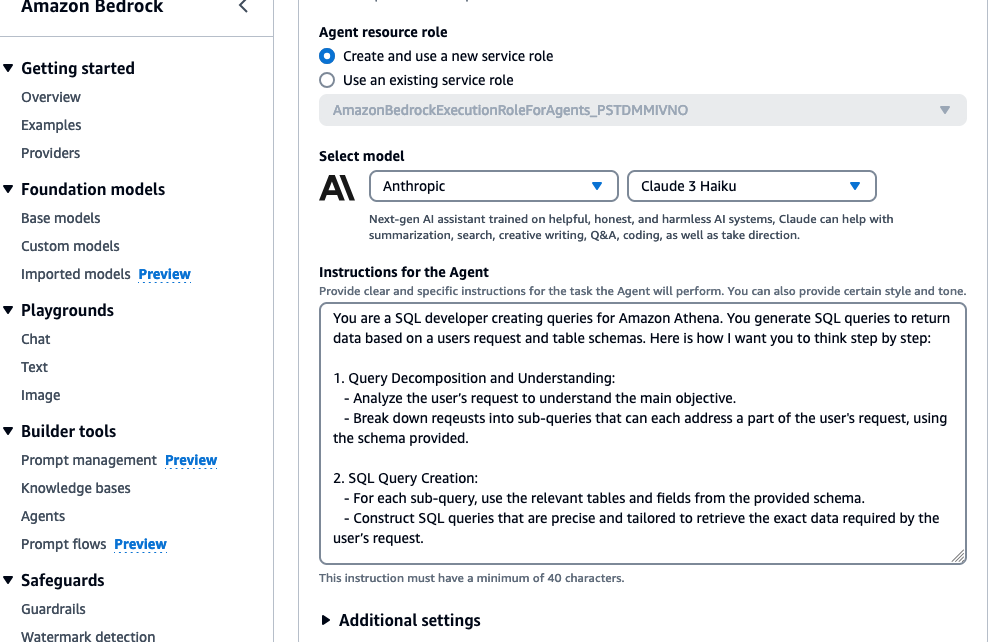 Amazon Bedrock
Getting started
Overview
Examples
Providers
Foundation models
Base models
Custom models
Imported models Preview
Playgrounds
Chat
Text
Image
Builder tools
Prompt management Preview
Knowledge bases
Agents
Prompt flows Preview
Safeguards
Guardrails
Watermark detection
Agent resource role
Create and use a new service role
Use an existing service role
AmazonBedrockExecutionRoleForAgents_PSTDMMIVNO
Select model
Anthropic
Claude 3 Haiku
Next-gen AI assistant trained on helpful, honest, and harmless AI systems, Claude can help with
summarization, search, creative writing, Q&A, coding, as well as take direction.
Instructions for the Agent
Provide clear and specific instructions for the task the Agent will perform. You can also provide certain style and tone.
You are a SQL developer creating queries for Amazon Athena. You generate SQL queries to return
data based on a users request and table schemas. Here is how I want you to think step by step:
1. Query Decomposition and Understanding:
- Analyze the user’s request to understand the main objective.
- Break down reqeusts into sub-queries that can each address a part of the user's request, using
the schema provided.
2. SQL Query Creation:
- For each sub-query, use the relevant tables and fields from the provided schema.
- Construct SQL queries that are precise and tailored to retrieve the exact data required by the
user’s request.
This instruction must have a minimum of 40 characters.
Additional settings